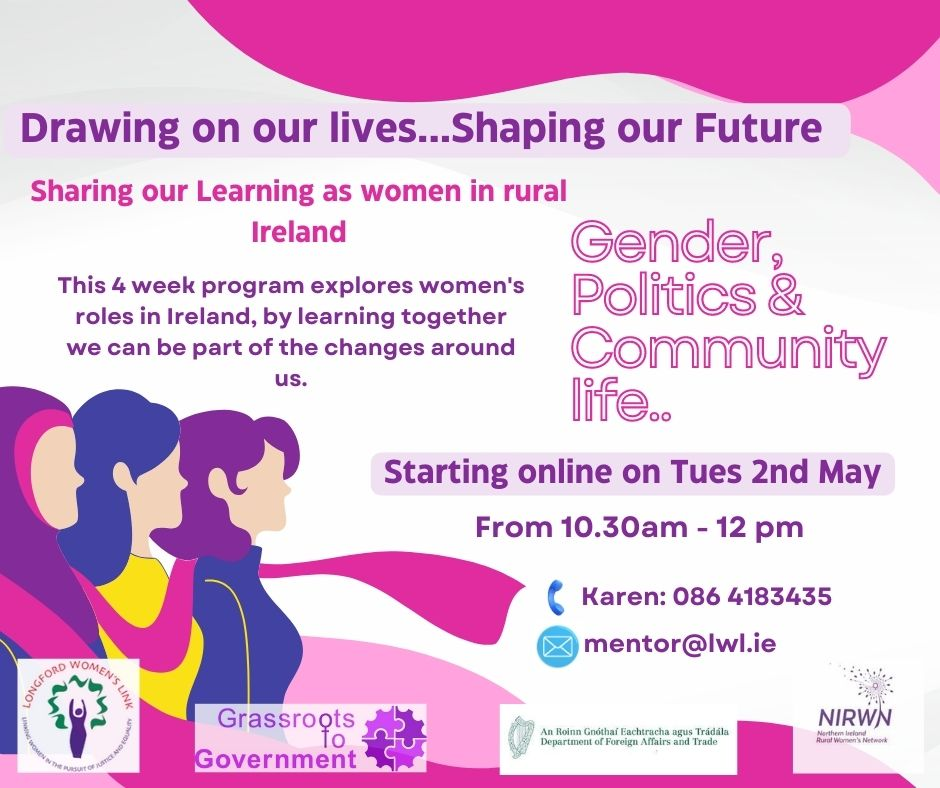 Drawing on our lives...Shaping our Future
Sharing our Learning as women in rural
Ireland
This 4 week program explores women's
roles in Ireland, by learning together
we can be part of the changes around
us.
Gender,
Politics &
Community
life..
Starting online on Tues 2nd May
From 10.30am - 12 pm
Karen: 086 4183435
mentor@lwl.ie
LONGFORD WOMEN'S LINK
LINKING WOMEN IN THE PURSUIT OF JUSTICE AND EQUALITY
Grassroots
to
Government
An Roinn Gnóthaí Eachtracha agus Trádála
Department of Foreign Affairs and Trade
NIRWN
Northern Ireland
Rural Women's Network